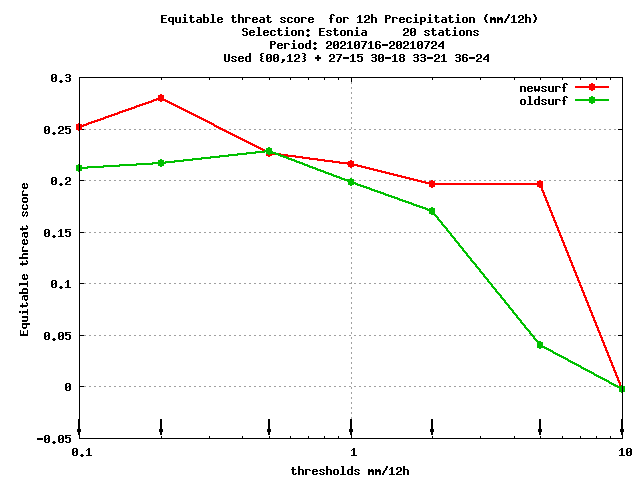 Equitable threat score  for 12h Precipitation (mm/12h)
Selection: Estonia     20 stations
Period: 20210716-20210724
Used {00,12} + 27-15 30-18 33-21 36-24
newsurf
oldsurf
Equitable threat score
0.3
0.25
0.2
0.15
0.1
0.05
0
-0.05
0.1
1
10
thresholds mm/12h